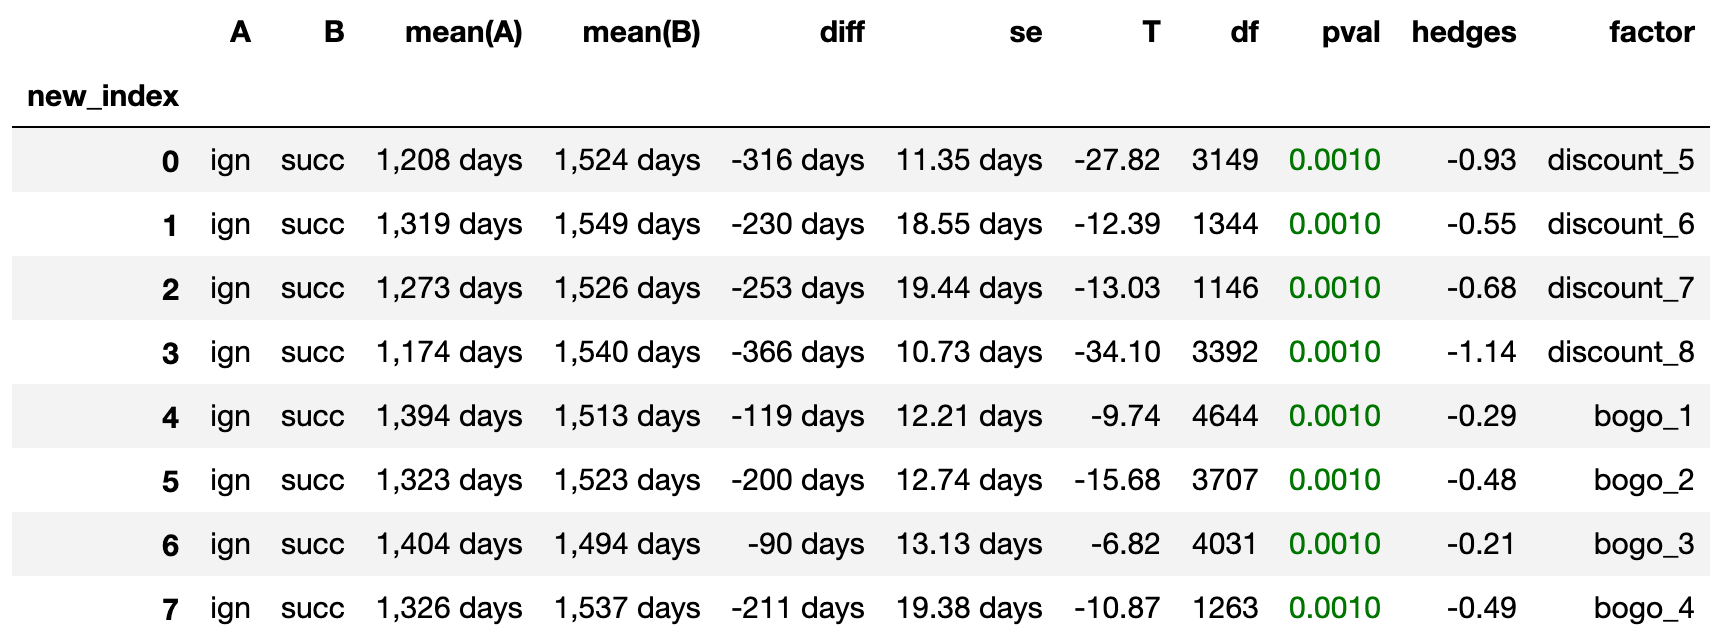 A B mean(A) mean(B) diff se T df pval hedges factor
new_index
0 ign succ 1,208 days 1,524 days -316 days 11.35 days -27.82 3149 0.0010 -0.93 discount_5
1 ign succ 1,319 days 1,549 days -230 days 18.55 days -12.39 1344 0.0010 -0.55 discount_6
2 ign succ 1,273 days 1,526 days -253 days 19.44 days -13.03 1146 0.0010 -0.68 discount_7
3 ign succ 1,174 days 1,540 days -366 days 10.73 days -34.10 3392 0.0010 -1.14 discount_8
4 ign succ 1,394 days 1,513 days -119 days 12.21 days -9.74 4644 0.0010 -0.29 bogo_1
5 ign succ 1,323 days 1,523 days -200 days 12.74 days -15.68 3707 0.0010 -0.48 bogo_2
6 ign succ 1,404 days 1,494 days -90 days 13.13 days -6.82 4031 0.0010 -0.21 bogo_3
7 ign succ 1,326 days 1,537 days -211 days 19.38 days -10.87 1263 0.0010 -0.49 bogo_4